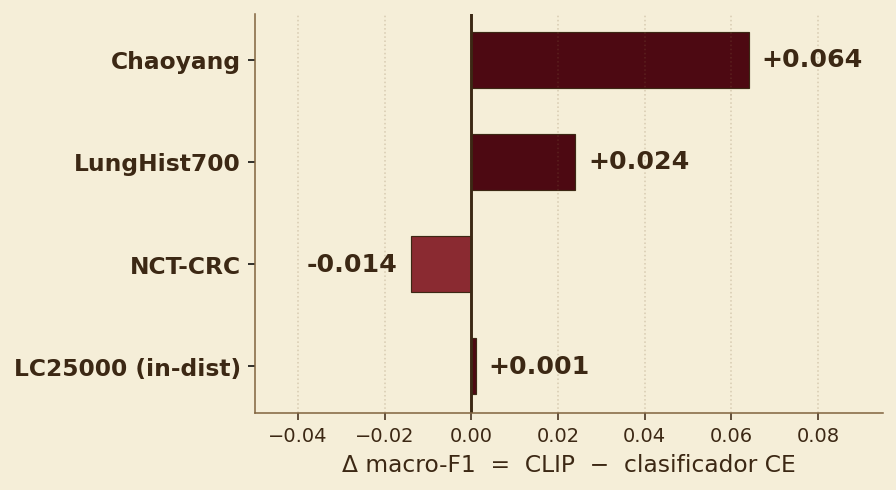 Chaoyang +0.064
LungHist700 +0.024
NCT-CRC -0.014
LC25000 (in-dist) +0.001
−0.04 −0.02 0.00 0.02 0.04 0.06 0.08
Δ macro-F1 = CLIP − clasificador CE